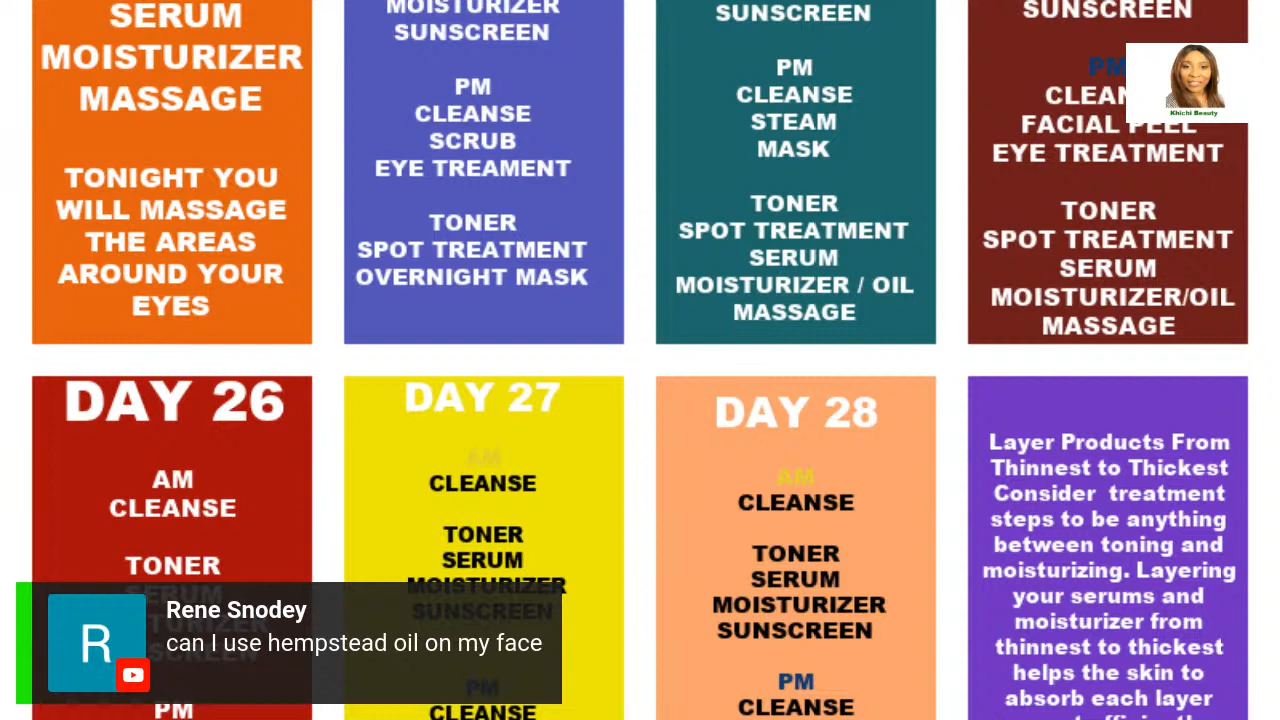 SERUM
MOISTURIZER
MASSAGE
TONIGHT YOU
WILL MASSAGE
THE AREAS
AROUND YOUR
EYES
MOISTURIZER
SUNSCREEN
PM
CLEANSE
SCRUB
EYE TREAMENT
TONER
SPOT TREATMENT
OVERNIGHT MASK
SUNSCREEN
PM
CLEANSE
STEAM
MASK
TONER
SPOT TREATMENT
SERUM
MOISTURIZER / OIL
MASSAGE
SUNSCREEN
PM
FACIAL PEEL
EYE TREATMENT
TONER
SPOT TREATMENT
SERUM
MOISTURIZER/OIL
MASSAGE
Khichi Beauty
DAY 26
AM
CLEANSE
TONER
SERUM
PM
DAY 27
AM
CLEANSE
TONER
SERUM
MOISTURIZER
SUNSCREEN
PM
CLEANSE
DAY 28
AM
CLEANSE
TONER
SERUM
MOISTURIZER
SUNSCREEN
PM
CLEANSE
Layer Products From
Thinnest to Thickest
Consider treatment
steps to be anything
between toning and
moisturizing. Layering
your serums and
moisturizer from
thinnest to thickest
helps the skin to
absorb each layer
R
Rene Snodey
can I use hempstead oil on my face